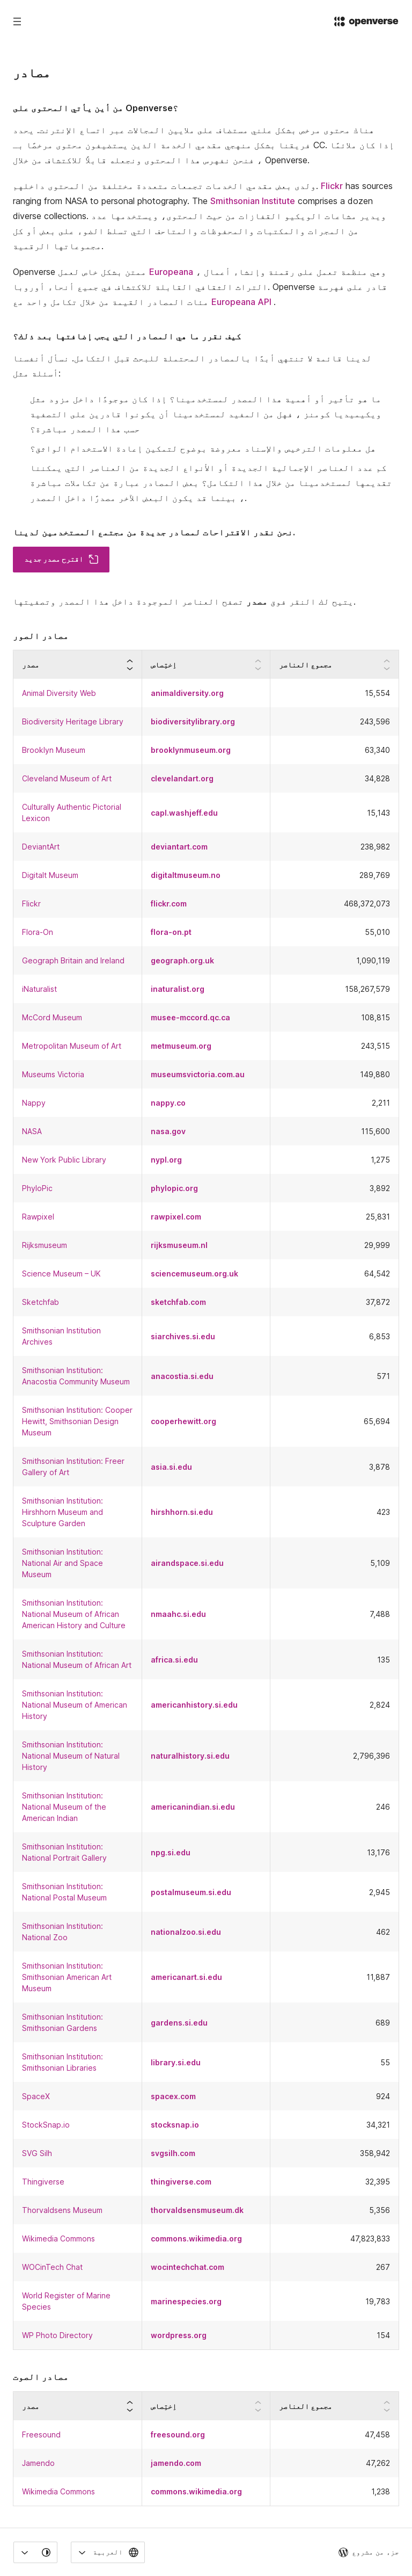 openverse
مصادر
من أين يأتي المحتوى على Openverse؟
هناك محتوى مرخص بشكل علني مستضاف على ملايين المجالات عبر اتساع الإنترنت. يحدد
فريقنا بشكل منهجي مقدمي الخدمة الذين يستضيفون محتوى مرخصًا بـ CC. إذا كان ملائمًا
، فنحن نفهرس هذا المحتوى ونجعله قابلاً للاكتشاف من خلال Openverse.
ولدى بعض مقدمي الخدمات تجمعات متعددة مختلفة من المحتوى داخلهم. Flickr has sources
ranging from NASA to personal photography. The Smithsonian Institute comprises a dozen
diverse collections. ويدير مشاعات الويكيو القفازات من حيث المحتوى، ويستخدمها عدد
من المجرات والمكتبات والمحفوظات والمتاحف التي تسلط الضوء على بعض أو كل
مجموعاتها الرقمية.
Openverse ممتن بشكل خاص لعمل Europeana ، وهي منظمة تعمل على رقمنة وإنشاء أعمال
التراث الثقافي القابلة للاكتشاف في جميع أنحاء أوروبا. Openverse قادر على فهرسة
مئات المصادر القيمة من خلال تكامل واحد مع Europeana API .
كيف نقرر ما هي المصادر التي يجب إضافتها بعد ذلك؟
لدينا قائمة لا تنتهي أبدًا بالمصادر المحتملة للبحث قبل التكامل. نسأل أنفسنا
أسئلة مثل:
ما هو تأثير أو أهمية هذا المصدر لمستخدمينا؟ إذا كان موجودًا داخل مزود مثل
ويكيميديا كومنز ، فهل من المفيد لمستخدمينا أن يكونوا قادرين على التصفية
حسب هذا المصدر مباشرة؟
هل معلومات الترخيص والإسناد معروضة بوضوح لتمكين إعادة الاستخدام الواثق؟
كم عدد العناصر الإجمالية الجديدة أو الأنواع الجديدة من العناصر التي يمكننا
تقديمها لمستخدمينا من خلال هذا التكامل؟ بعض المصادر عبارة عن تكاملات مباشرة
، بينما قد يكون البعض الآخر مصدرًا داخل المصدر.
نحن نقدر الاقتراحات لمصادر جديدة من مجتمع المستخدمين لدينا.
اقترح مصدر جديد
يتيح لك النقر فوق مصدر تصفح العناصر الموجودة داخل هذا المصدر وتصفيتها.
مصادر الصور
مصدر اختِصاص مجموع العناصر
Animal Diversity Web animaldiversity.org 15,554
Biodiversity Heritage Library biodiversitylibrary.org 243,596
Brooklyn Museum brooklynmuseum.org 63,340
Cleveland Museum of Art clevelandart.org 34,828
Culturally Authentic Pictorial Lexicon capl.washjeff.edu 15,143
DeviantArt deviantart.com 238,982
Digitalt Museum digitaltmuseum.no 289,769
Flickr flickr.com 468,372,073
Flora-On flora-on.pt 55,010
Geograph Britain and Ireland geograph.org.uk 1,090,119
iNaturalist inaturalist.org 158,267,579
McCord Museum musee-mccord.qc.ca 108,815
Metropolitan Museum of Art metmuseum.org 243,515
Museums Victoria museumsvictoria.com.au 149,880
Nappy nappy.co 2,211
NASA nasa.gov 115,600
New York Public Library nypl.org 1,275
PhyloPic phylopic.org 3,892
Rawpixel rawpixel.com 25,831
Rijksmuseum rijksmuseum.nl 29,999
Science Museum – UK sciencemuseum.org.uk 64,542
Sketchfab sketchfab.com 37,872
Smithsonian Institution Archives siarchives.si.edu 6,853
Smithsonian Institution: Anacostia Community Museum anacostia.si.edu 571
Smithsonian Institution: Cooper Hewitt, Smithsonian Design Museum cooperhewitt.org 65,694
Smithsonian Institution: Freer Gallery of Art asia.si.edu 3,878
Smithsonian Institution: Hirshhorn Museum and Sculpture Garden hirshhorn.si.edu 423
Smithsonian Institution: National Air and Space Museum airandspace.si.edu 5,109
Smithsonian Institution: National Museum of African American History and Culture nmaahc.si.edu 7,488
Smithsonian Institution: National Museum of African Art africa.si.edu 135
Smithsonian Institution: National Museum of American History americanhistory.si.edu 2,824
Smithsonian Institution: National Museum of Natural History naturalhistory.si.edu 2,796,396
Smithsonian Institution: National Museum of the American Indian americanindian.si.edu 246
Smithsonian Institution: National Portrait Gallery npg.si.edu 13,176
Smithsonian Institution: National Postal Museum postalmuseum.si.edu 2,945
Smithsonian Institution: National Zoo nationalzoo.si.edu 462
Smithsonian Institution: Smithsonian American Art Museum americanart.si.edu 11,887
Smithsonian Institution: Smithsonian Gardens gardens.si.edu 689
Smithsonian Institution: Smithsonian Libraries library.si.edu 55
SpaceX spacex.com 924
StockSnap.io stocksnap.io 34,321
SVG Silh svgsilh.com 358,942
Thingiverse thingiverse.com 32,395
Thorvaldsens Museum thorvaldsensmuseum.dk 5,356
Wikimedia Commons commons.wikimedia.org 47,823,833
WOCinTech Chat wocintechchat.com 267
World Register of Marine Species marinespecies.org 19,783
WP Photo Directory wordpress.org 154
مصادر الصوت
مصدر اختِصاص مجموع العناصر
Freesound freesound.org 47,458
Jamendo jamendo.com 47,262
Wikimedia Commons commons.wikimedia.org 1,238
العربية
جزء من مشروع